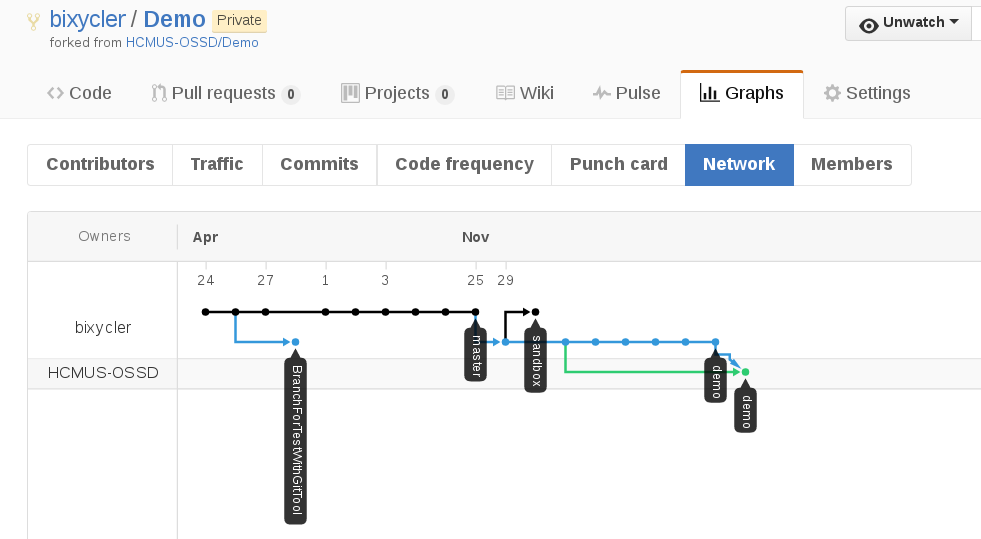 bixycler / Demo Private
Unwatch
forked from HCMUS-OSSD/Demo
Code Pull requests 0 Projects 0 Wiki Pulse Graphs Settings
Contributors Traffic Commits Code frequency Punch card Network Members
Owners Apr Nov
24 27 1 3 25 29
bixycler
HCMUS-OSSD
BranchForTestWithGitTool
master
sandbox
demo
demo